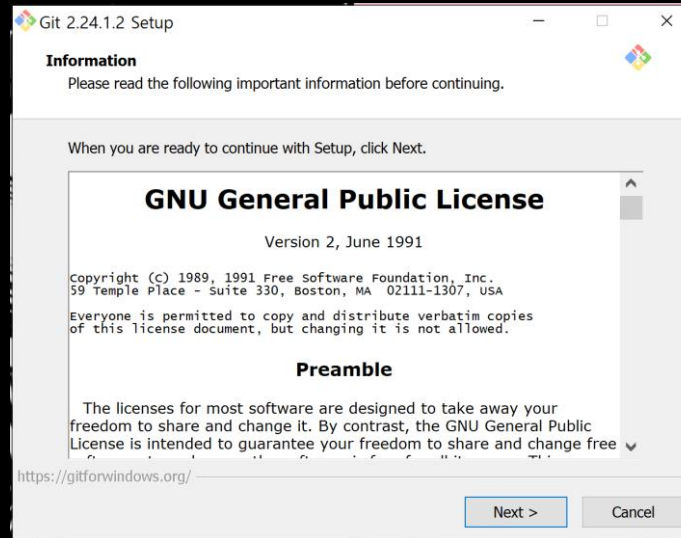 Git 2.24.1.2 Setup
Information
Please read the following important information before continuing.
When you are ready to continue with Setup, click Next.
GNU General Public License
Version 2, June 1991
Copyright (C) 1989, 1991 Free Software Foundation, Inc.
59 Temple Place - Suite 330, Boston, MA  02111-1307, USA
Everyone is permitted to copy and distribute verbatim copies
of this license document, but changing it is not allowed.
Preamble
The licenses for most software are designed to take away your
freedom to share and change it. By contrast, the GNU General Public
License is intended to guarantee your freedom to share and change free
https://gitforwindows.org/
Next >
Cancel